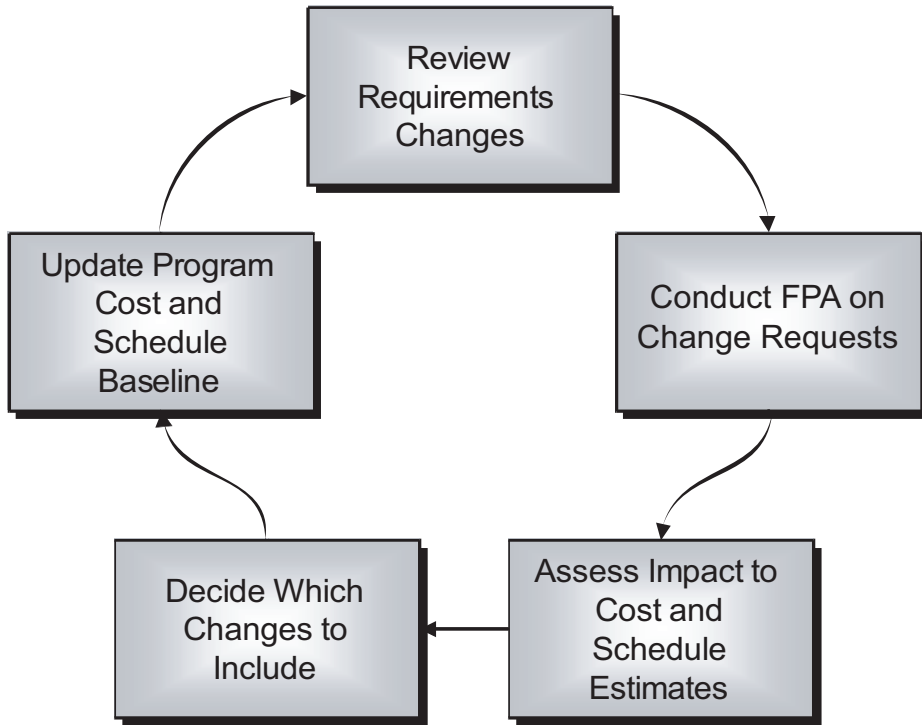 Review
Requirements
Changes
Conduct FPA on
Change Requests
Assess Impact to
Cost and
Schedule
Estimates
Decide Which
Changes to
Include
Update Program
Cost and
Schedule
Baseline